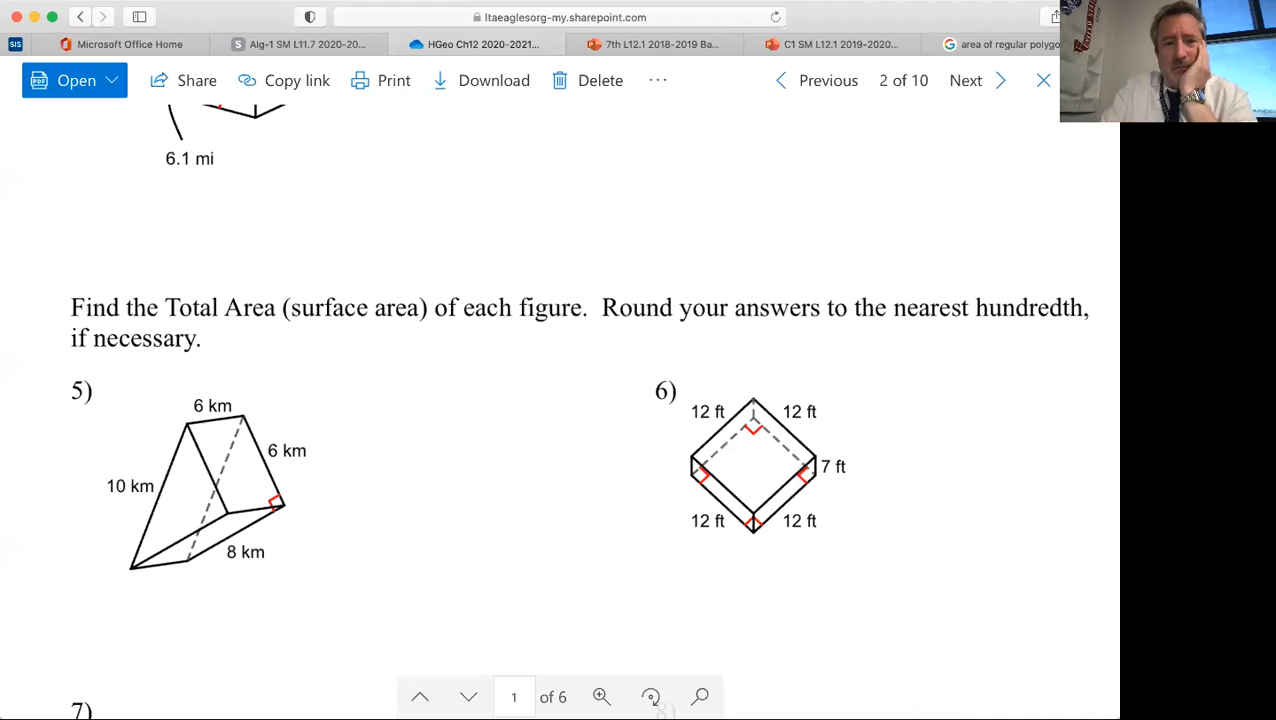 ltaeaglesorg-my.sharepoint.com
SIS Microsoft Office Home S Alg-1 SM L11.7 2020-20... HGeo Ch12 2020-2021... 7th L12.1 2018-2019 Ba... C1 SM L12.1 2019-2020... area of regular polygo
PDF Open Share Copy link Print Download Delete ... Previous 2 of 10 Next
6.1 mi
Find the Total Area (surface area) of each figure. Round your answers to the nearest hundredth,
if necessary.
5) 6 km 6 km 10 km 8 km
6) 12 ft 12 ft 7 ft 12 ft 12 ft
7) 8)
1 of 6